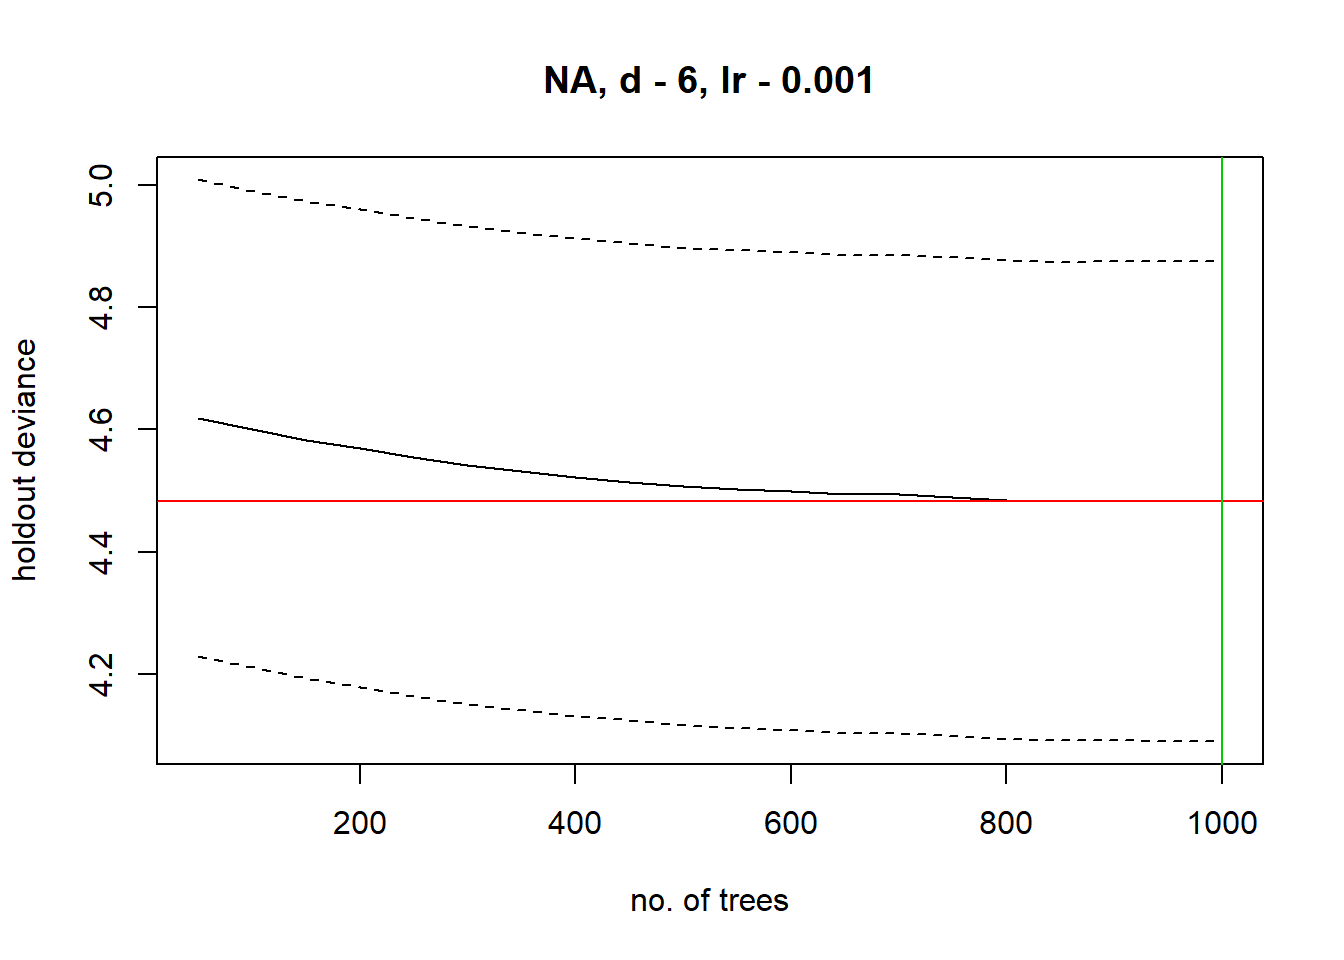 NA, d - 6, lr - 0.001
holdout deviance
5.0
4.8
4.6
4.4
4.2
200 400 600 800 1000
no. of trees